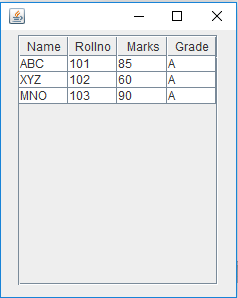 Name Rollno Marks Grade
ABC 101 85 A
XYZ 102 60 A
MNO 103 90 A